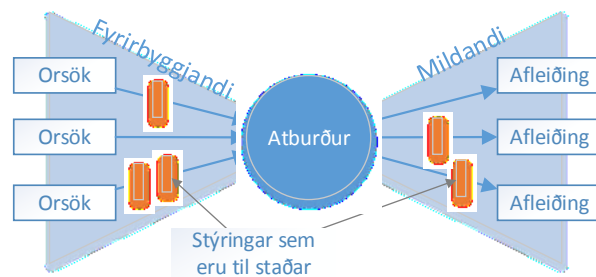 Fyrirbyggjandi
Mildandi
Orsök
Afleiðing
Orsök
Atburður
Afleiðing
Orsök
Afleiðing
Stýringar sem
eru til staðar